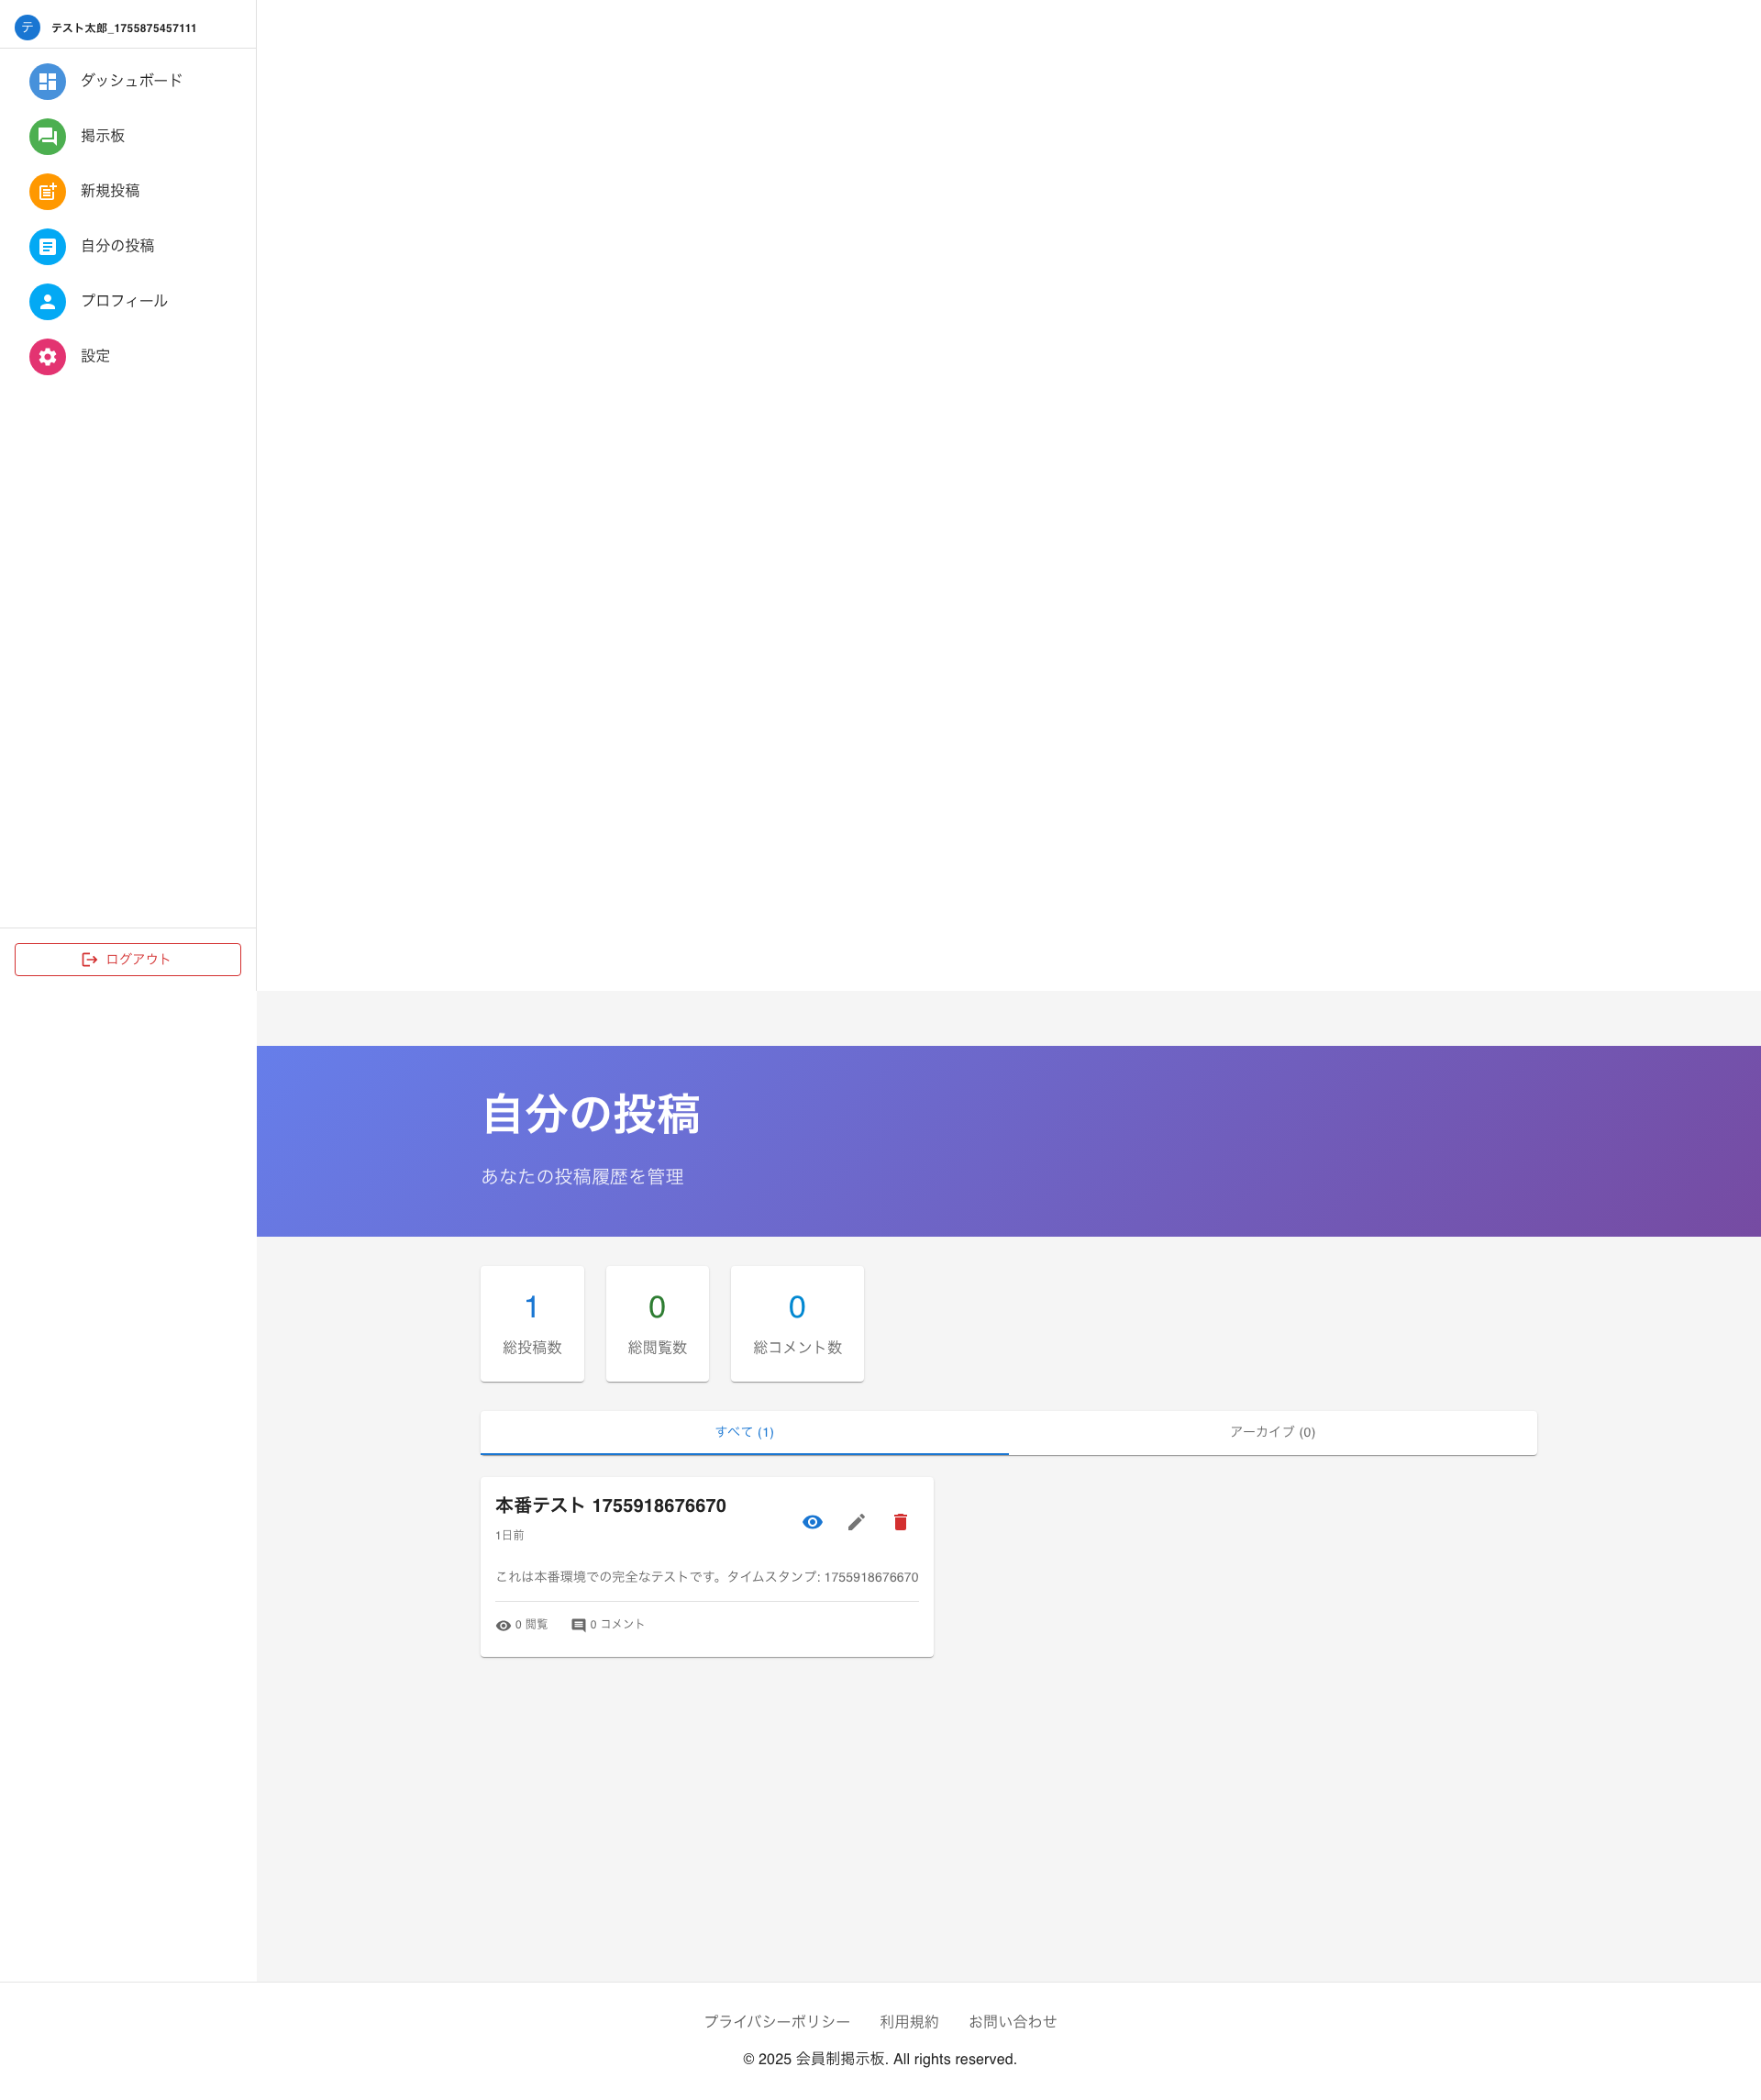 テ テスト太郎_1755875457111
ダッシュボード
掲示板
新規投稿
自分の投稿
プロフィール
設定
ログアウト
自分の投稿
あなたの投稿履歴を管理
1 0 0
総投稿数 総閲覧数 総コメント数
すべて (1) アーカイブ (0)
本番テスト 1755918676670
1日前
これは本番環境での完全なテストです。タイムスタンプ: 1755918676670
0 閲覧 0 コメント
プライバシーポリシー 利用規約 お問い合わせ
© 2025 会員制掲示板. All rights reserved.